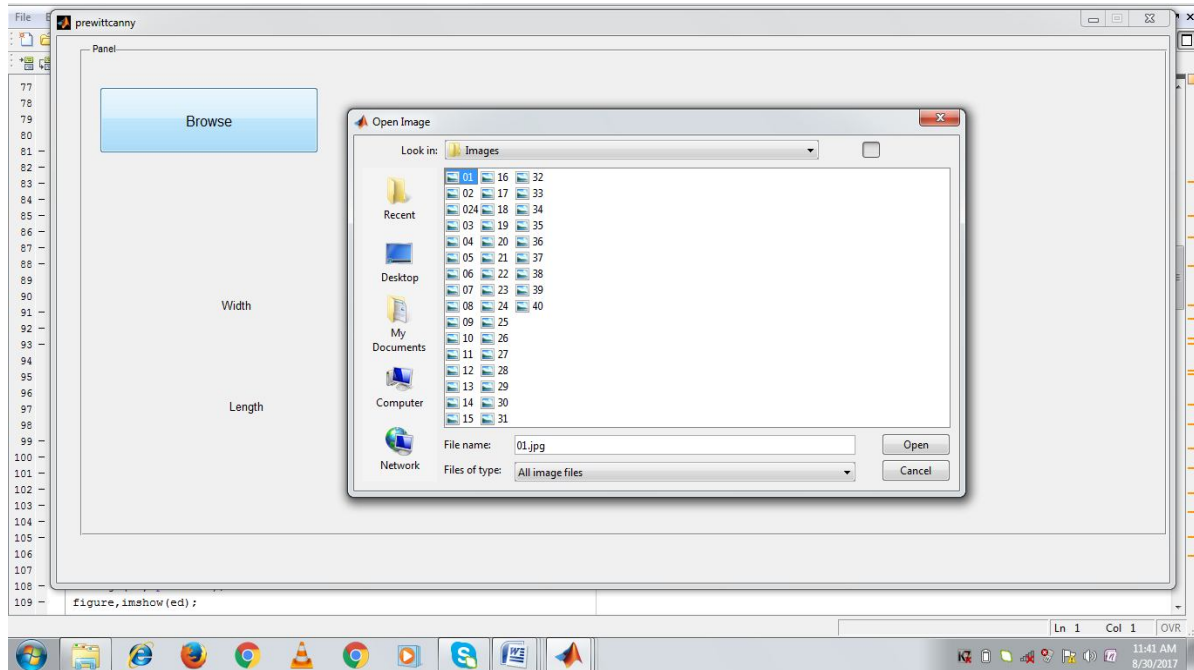 File
prewittcanny
Panel
Browse
Width
Length
Open Image
Look in: Images
01 16 32
02 17 33
024 18 34
03 19 35
04 20 36
05 21 37
06 22 38
07 23 39
08 24 40
09 25
10 26
11 27
12 28
13 29
14 30
15 31
Recent
Desktop
My
Documents
Computer
Network
File name: 01.jpg
Open
Files of type: All image files
Cancel
77
78
79
80
81 –
82 –
83 –
84 –
85 –
86 –
87 –
88 –
89
90
91 –
92 –
93 –
94
95
96
97
98
99 –
100 –
101 –
102 –
103 –
104 –
105 –
106
107
108 –
109 – figure,imshow(ed);
Ln 1 Col 1 OVR
11:41 AM
8/30/2017